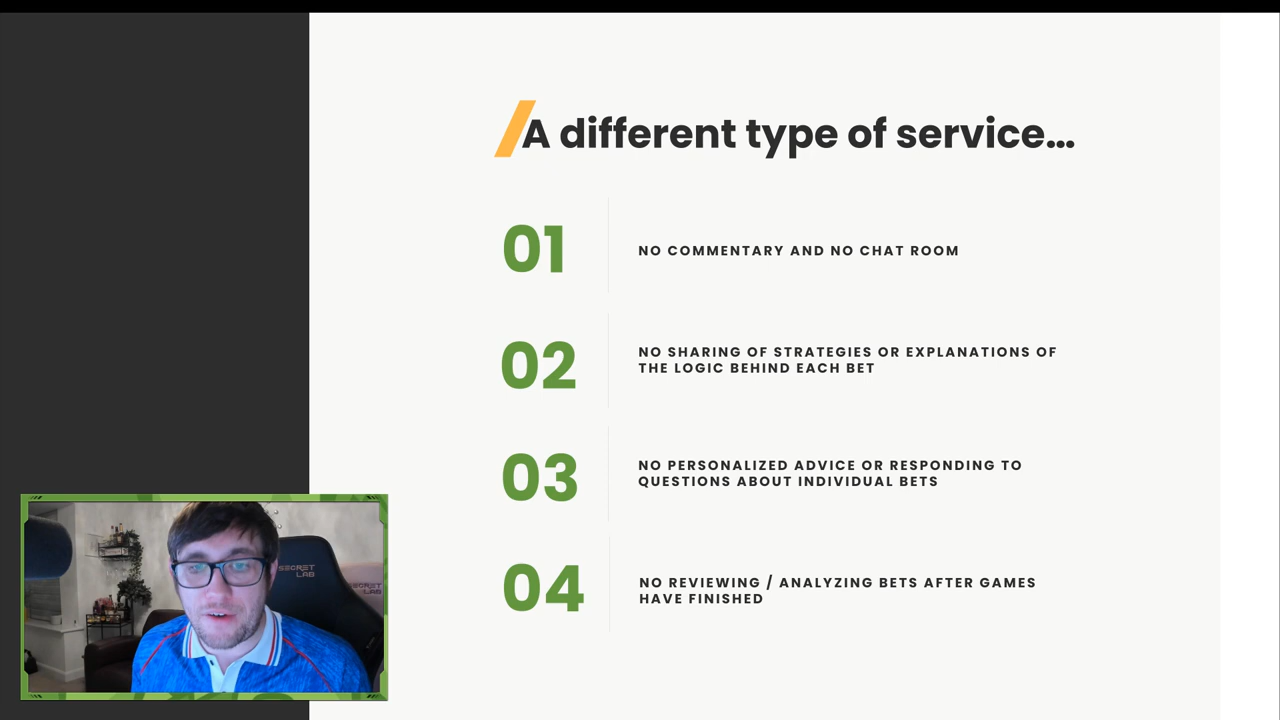 A different type of service...
01
NO COMMENTARY AND NO CHAT ROOM
02
NO SHARING OF STRATEGIES OR EXPLANATIONS OF
THE LOGIC BEHIND EACH BET
03
NO PERSONALIZED ADVICE OR RESPONDING TO
QUESTIONS ABOUT INDIVIDUAL BETS
04
NO REVIEWING / ANALYZING BETS AFTER GAMES
HAVE FINISHED
SECRET
LAB
SECRET
LAB